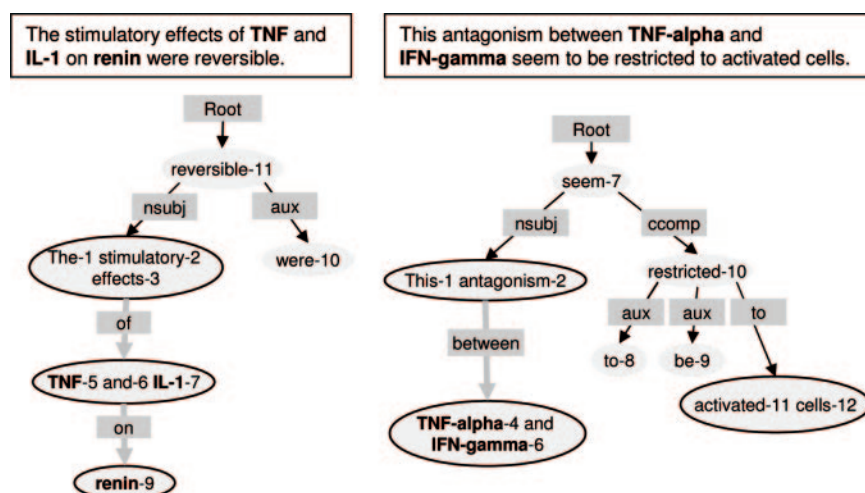 The stimulatory effects of TNF and
IL-1 on renin were reversible.
Root
reversible-11
nsubj
aux
The-1 stimulatory-2
effects-3
were-10
of
TNF-5 and-6 IL-1-7
on
renin-9
This antagonism between TNF-alpha and
IFN-gamma seem to be restricted to activated cells.
Root
seem-7
nsubj
ccomp
This-1 antagonism-2
restricted-10
between
aux
aux
to
to-8
be-9
TNF-alpha-4 and
IFN-gamma-6
activated-11 cells-12